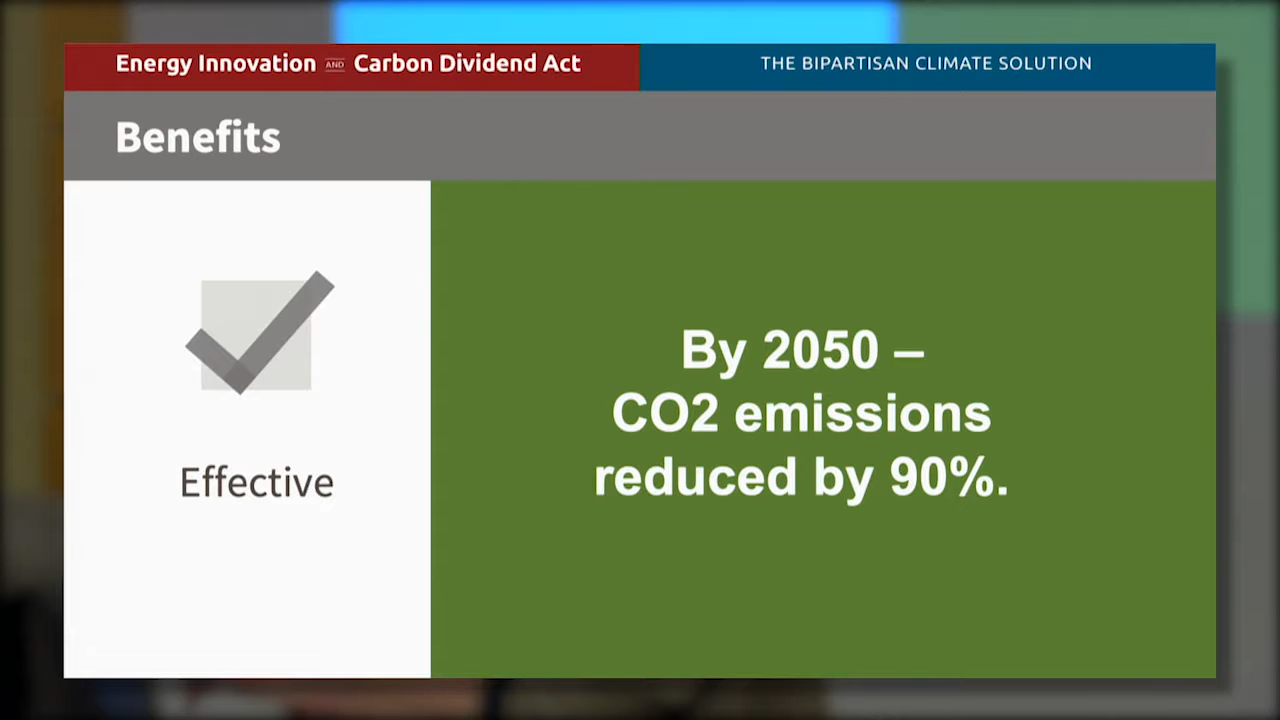 Energy Innovation AND Carbon Dividend Act
THE BIPARTISAN CLIMATE SOLUTION
Benefits
Effective
By 2050 –
CO2 emissions
reduced by 90%.